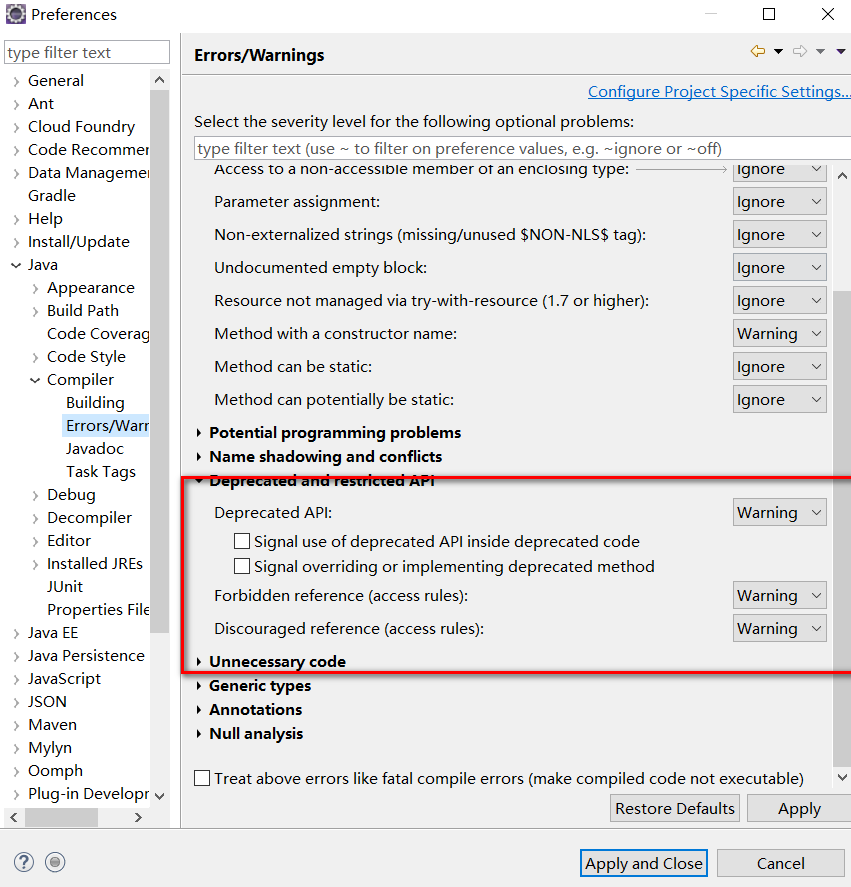 Preferences
type filter text
General
Ant
Cloud Foundry
Code Recommer
Data Managemen
Gradle
Help
Install/Update
Java
Appearance
Build Path
Code Coverag
Code Style
Compiler
Building
Errors/Warn
Javadoc
Task Tags
Debug
Decompiler
Editor
Installed JREs
JUnit
Properties File
Java EE
Java Persistence
JavaScript
JSON
Maven
Mylyn
Oomph
Plug-in Developr
Errors/Warnings
Configure Project Specific Settings...
Select the severity level for the following optional problems:
type filter text (use ~ to filter on preference values, e.g. ~ignore or ~off)
Access to a non-accessible member of an enclosing type: Ignore
Parameter assignment: Ignore
Non-externalized strings (missing/unused $NON-NLS$ tag): Ignore
Undocumented empty block: Ignore
Resource not managed via try-with-resource (1.7 or higher): Ignore
Method with a constructor name: Warning
Method can be static: Ignore
Method can potentially be static: Ignore
Potential programming problems
Name shadowing and conflicts
Deprecated and restricted API
Deprecated API: Warning
Signal use of deprecated API inside deprecated code
Signal overriding or implementing deprecated method
Forbidden reference (access rules): Warning
Discouraged reference (access rules): Warning
Unnecessary code
Generic types
Annotations
Null analysis
Treat above errors like fatal compile errors (make compiled code not executable)
Restore Defaults Apply
? Apply and Close Cancel